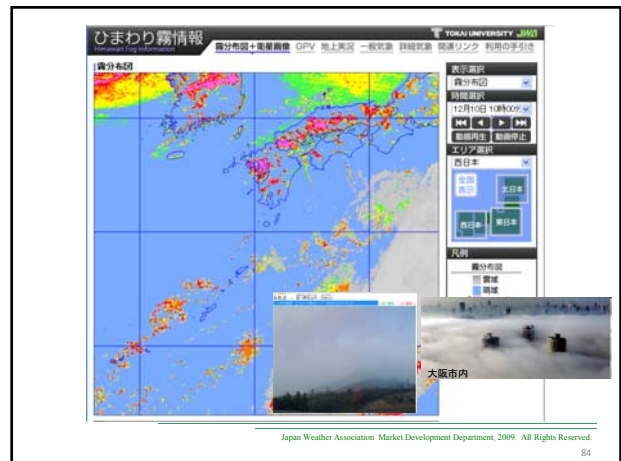 ひまわり霧情報
Himawari Fog Information
TOKAI UNIVERSITY JWA
霧分布図+衛星画像 GPV 地上実況 一般気象 詳細気象 関連リンク 利用の手引き
霧分布図
表示選択
霧分布図
時間選択
12月10日 10時00分
動画再生 動画停止
エリア選択
西日本
全国表示
北日本
西日本
東日本
凡例
霧分布図
雲域
晴域
大阪市内
Japan Weather Association Market Development Department, 2009. All Rights Reserved.
84